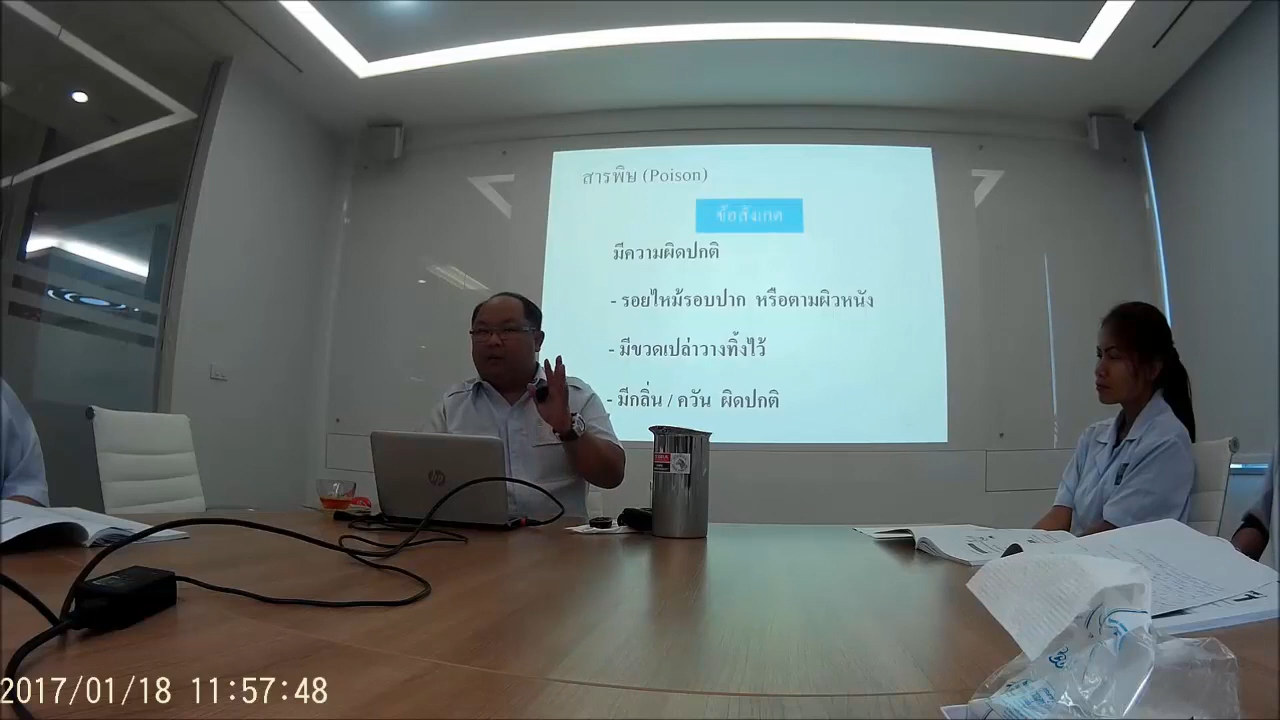 สารพิษ (Poison)
ข้อสังเกต
มีความผิดปกติ
- รอยไหม้รอบปาก หรือตามผิวหนัง
- มีขวดเปล่าวางทิ้งไว้
- มีกลิ่น / ควัน ผิดปกติ
hp
2017/01/18 11:57:48